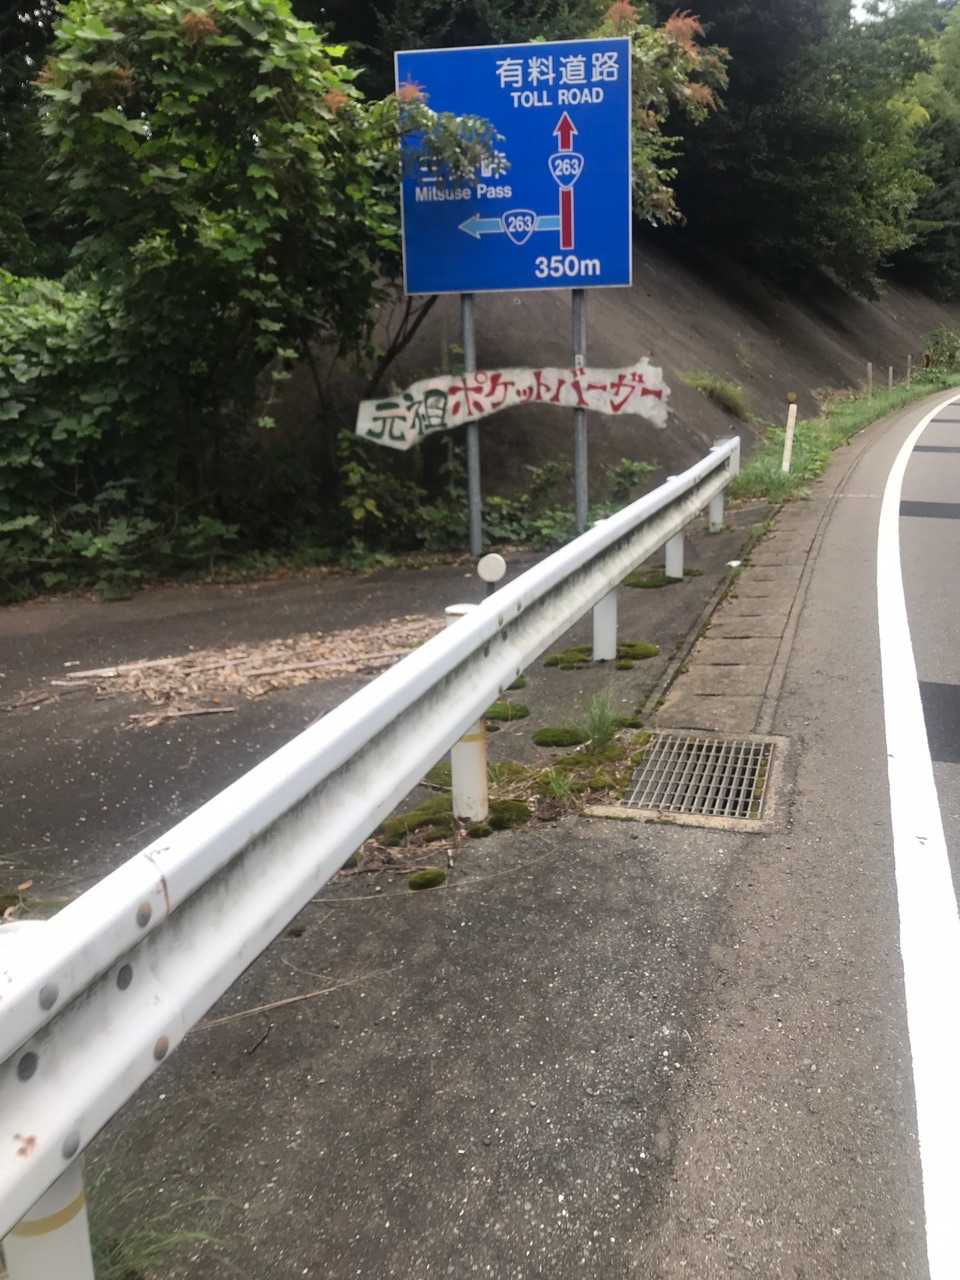 有料道路
TOLL ROAD
263
峠
Mitsuse Pass
263
350m
元祖ポケットバーガー